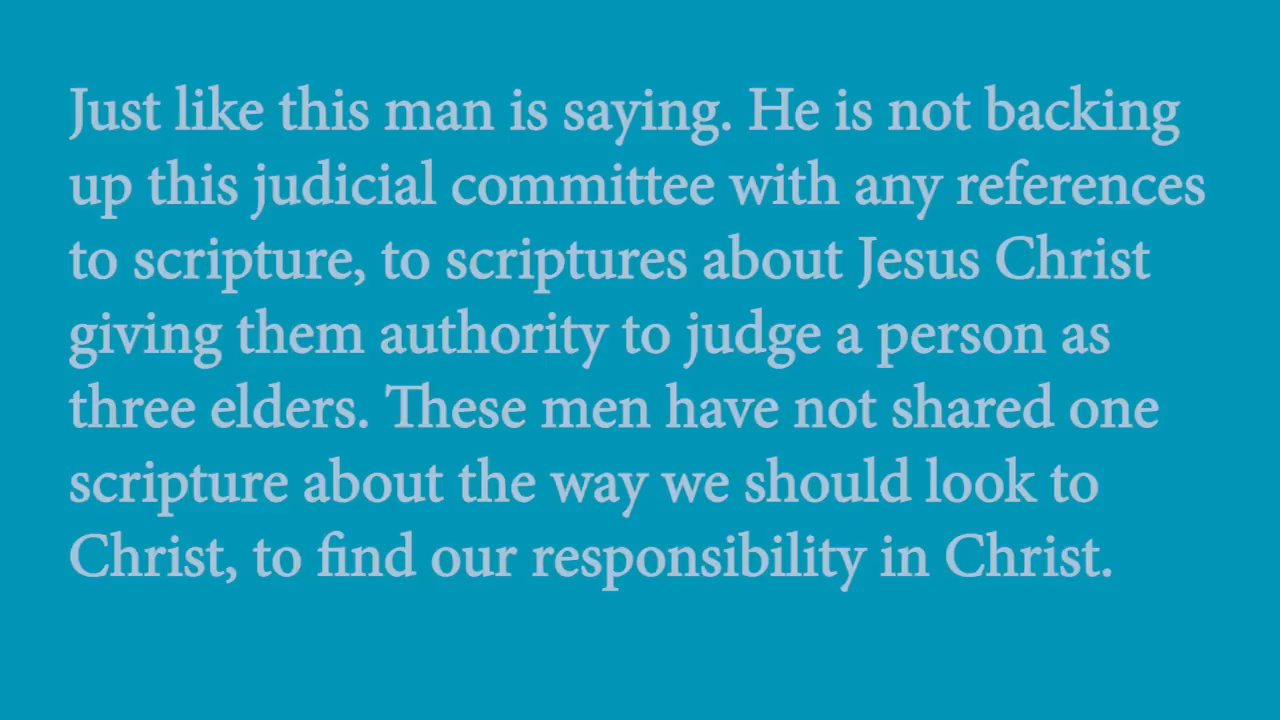 Just like this man is saying. He is not backing
up this judicial committee with any references
to scripture, to scriptures about Jesus Christ
giving them authority to judge a person as
three elders. These men have not shared one
scripture about the way we should look to
Christ, to find our responsibility in Christ.